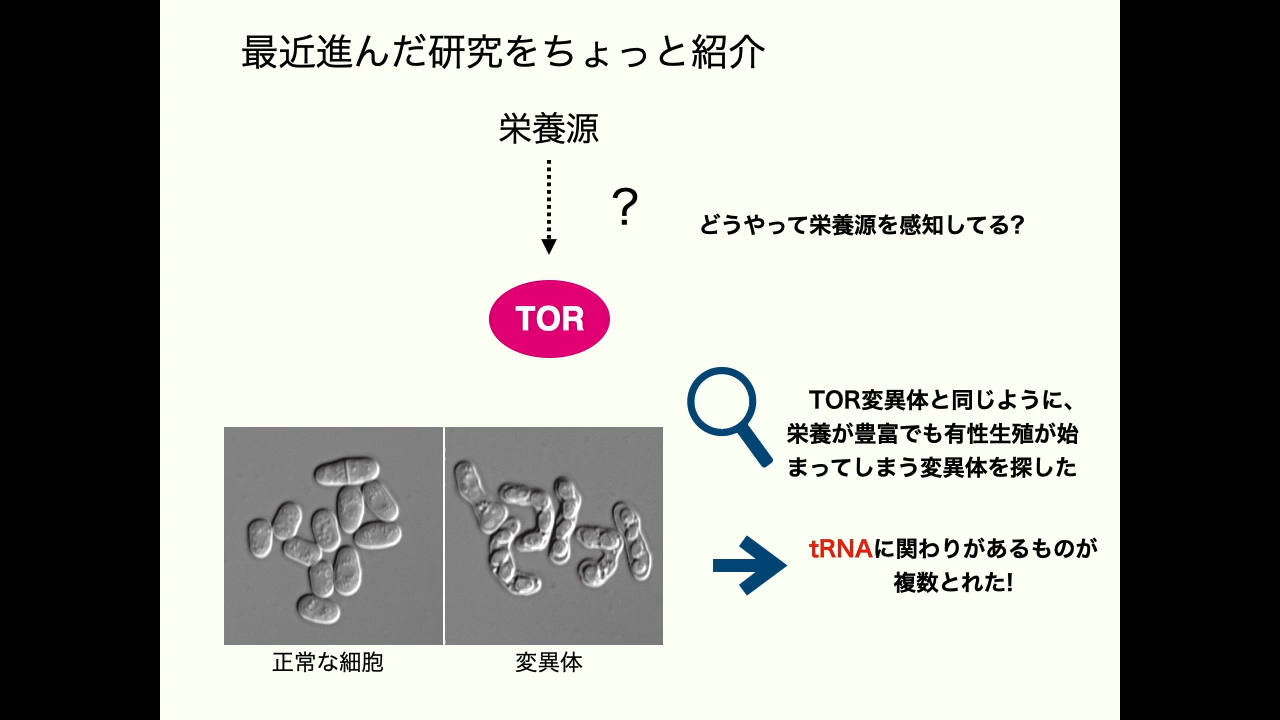 最近進んだ研究をちょっと紹介
栄養源
?
どうやって栄養源を感知してる?
TOR
TOR変異体と同じように、
栄養が豊富でも有性生殖が始
まってしまう変異体を探した
tRNAに関わりがあるものが
複数とれた!
正常な細胞
変異体